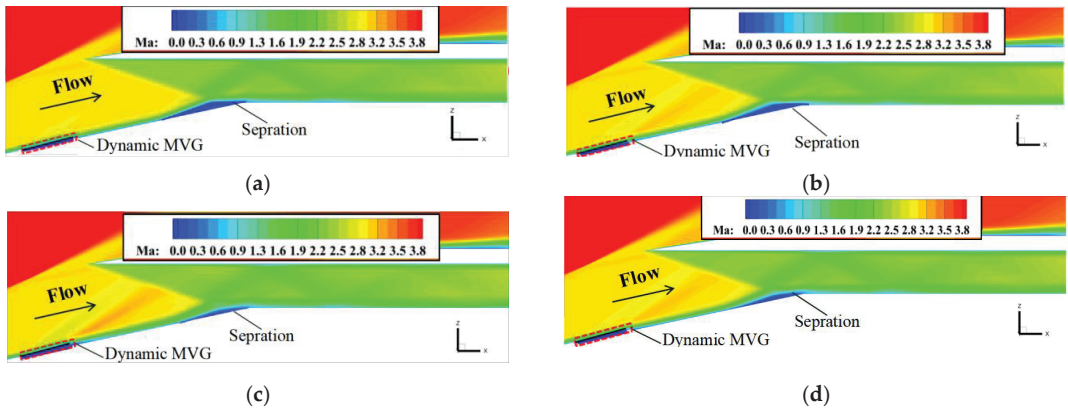 Ma: 0.0 0.3 0.6 0.9 1.3 1.6 1.9 2.2 2.5 2.8 3.2 3.5 3.8
Flow
Sepration
Dynamic MVG
z
x
(a)
Ma: 0.0 0.3 0.6 0.9 1.3 1.6 1.9 2.2 2.5 2.8 3.2 3.5 3.8
Flow
Sepration
Dynamic MVG
z
x
(b)
Ma: 0.0 0.3 0.6 0.9 1.3 1.6 1.9 2.2 2.5 2.8 3.2 3.5 3.8
Flow
Sepration
Dynamic MVG
z
x
(c)
Ma: 0.0 0.3 0.6 0.9 1.3 1.6 1.9 2.2 2.5 2.8 3.2 3.5 3.8
Flow
Sepration
Dynamic MVG
z
x
(d)